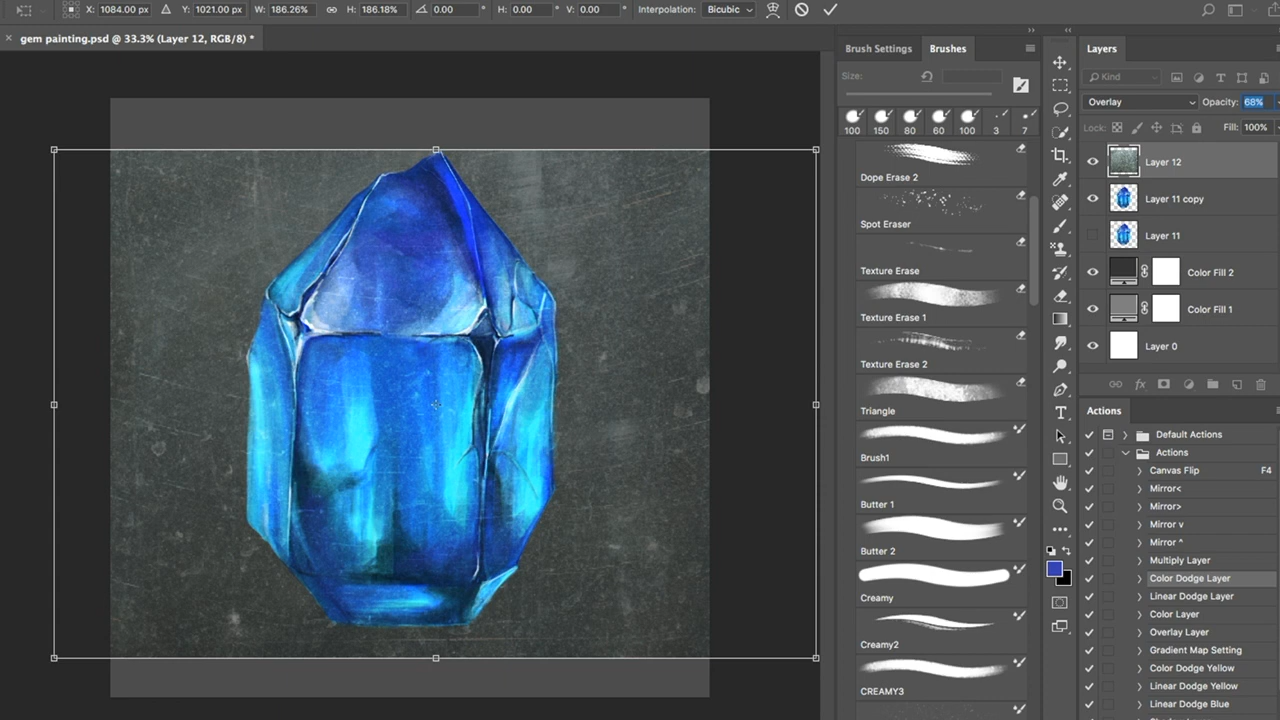 X: 1084.00 px Y: 1021.00 px W: 186.26% H: 186.18% 0.00 ° H: 0.00 ° V: 0.00 ° Interpolation: Bicubic
× gem painting.psd @ 33.3% (Layer 12, RGB/8) *
Brush Settings Brushes
Size:
100 150 80 60 100 3 7
Dope Erase 2
Spot Eraser
Texture Erase
Texture Erase 1
Texture Erase 2
Triangle
Brush1
Butter 1
Butter 2
Creamy
Creamy2
CREAMY3
Layers
Kind
Overlay Opacity: 68%
Lock: Fill: 100%
Layer 12
Layer 11 copy
Layer 11
Color Fill 2
Color Fill 1
Layer 0
fx
Actions
Default Actions
Actions
Canvas Flip F4
Mirror<
Mirror>
Mirror v
Mirror ^
Multiply Layer
Color Dodge Layer
Linear Dodge Layer
Color Layer
Overlay Layer
Gradient Map Setting
Color Dodge Yellow
Linear Dodge Yellow
Linear Dodge Blue